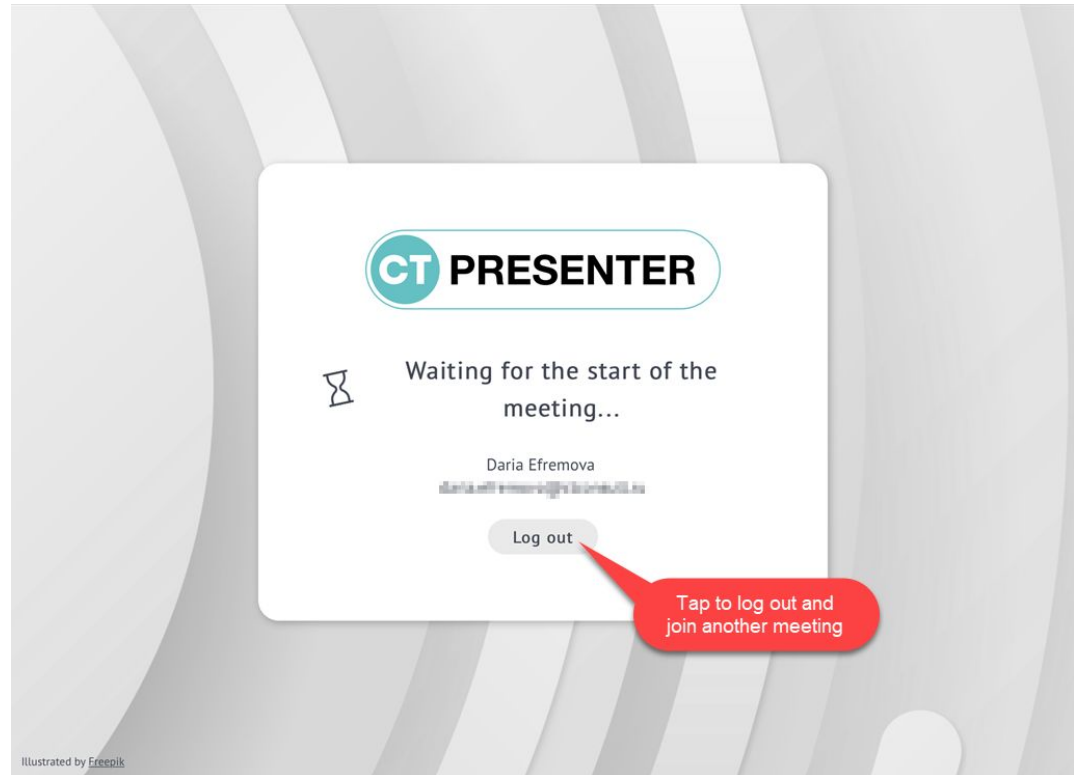 CT PRESENTER
Waiting for the start of the
meeting...
Daria Efremova
Log out
Tap to log out and
join another meeting
Illustrated by Freepik